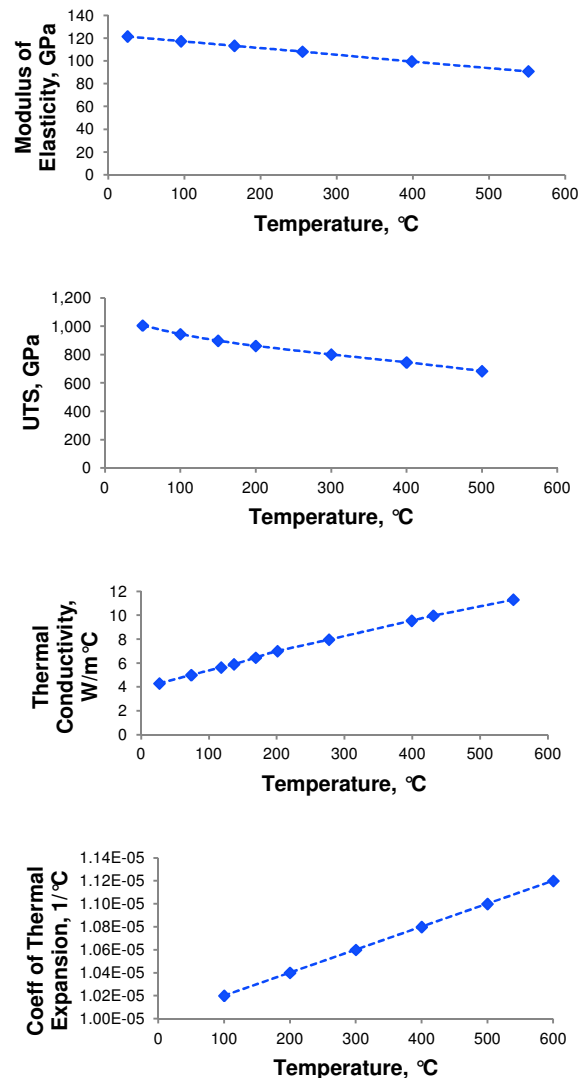 Modulus of
Elasticity, GPa
140
120
100
80
60
40
20
0
0 100 200 300 400 500 600
Temperature, °C
UTS, GPa
1,200
1,000
800
600
400
200
0
0 100 200 300 400 500 600
Temperature, °C
Thermal
Conductivity,
W/m°C
12
10
8
6
4
2
0
0 100 200 300 400 500 600
Temperature, °C
Coeff of Thermal
Expansion, 1/°C
1.14E-05
1.12E-05
1.10E-05
1.08E-05
1.06E-05
1.04E-05
1.02E-05
1.00E-05
0 100 200 300 400 500 600
Temperature, °C